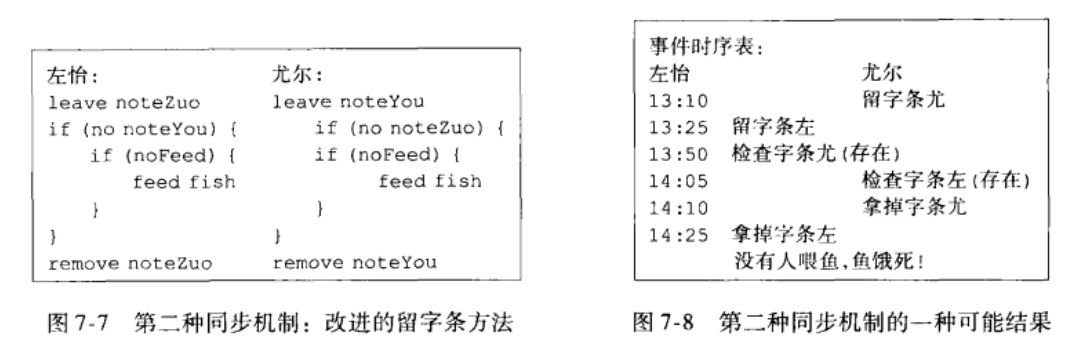 左怡: 尤尔:
leave noteZuo leave noteYou
if (no noteYou) { if (no noteZuo) {
if (noFeed) { if (noFeed) {
feed fish feed fish
} }
} }
remove noteZuo remove noteYou
图 7-7 第二种同步机制：改进的留字条方法
事件时序表:
左怡 尤尔
13:10 留字条尤
13:25 留字条左
13:50 检查字条尤(存在)
14:05 检查字条左(存在)
14:10 拿掉字条尤
14:25 拿掉字条左
没有人喂鱼,鱼饿死!
图 7-8 第二种同步机制的一种可能结果